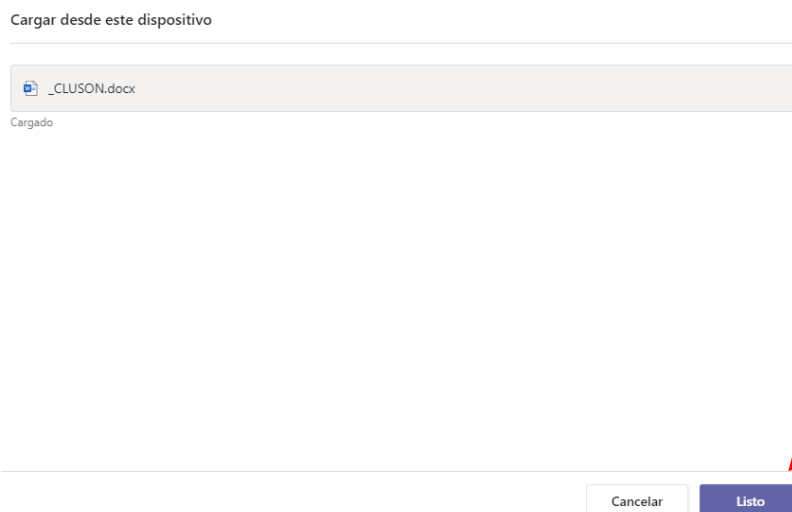 Cargar desde este dispositivo
_CLUSON.docx
Cargado
Cancelar
Listo